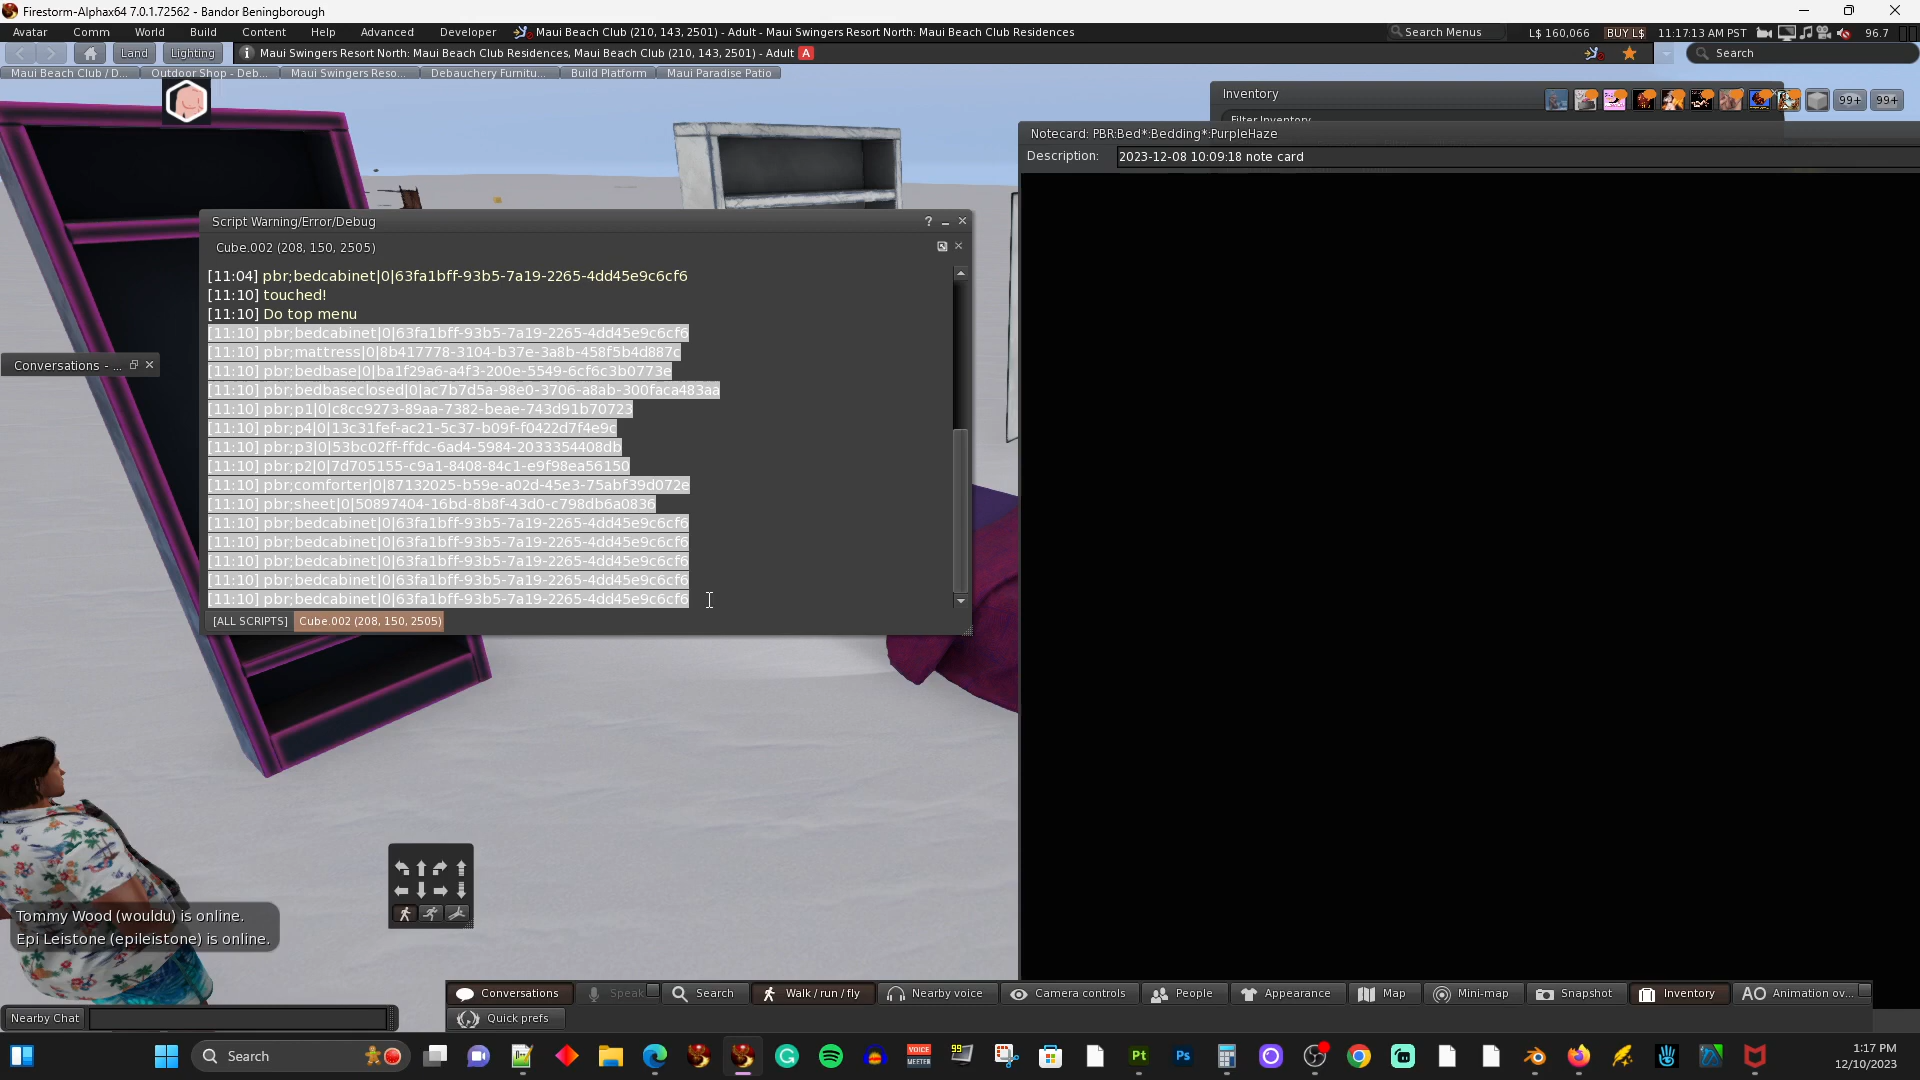 Firestorm-Alphax64 7.0.1.72562 - Bandor Beningborough
Avatar Comm World Build Content Help Advanced Developer Maui Beach Club (210, 143, 2501) - Adult - Maui Swingers Resort North: Maui Beach Club Residences Search Menus L$ 160,066 BUY L$ 11:17:13 AM PST 96.7
Land Lighting Maui Swingers Resort North: Maui Beach Club Residences, Maui Beach Club (210, 143, 2501) - Adult A Search
Maui Beach Club / D... Outdoor Shop - Deb... Maui Swingers Reso... Debauchery Furnitu... Build Platform Maui Paradise Patio
Inventory 99+ 99+
Filter Inventory
Notecard: PBR:Bed*:Bedding*:PurpleHaze
Description: 2023-12-08 10:09:18 note card
Script Warning/Error/Debug ?
Cube.002 (208, 150, 2505)
[11:04] pbr;bedcabinet|0|63fa1bff-93b5-7a19-2265-4dd45e9c6cf6
[11:10] touched!
[11:10] Do top menu
[11:10] pbr;bedcabinet|0|63fa1bff-93b5-7a19-2265-4dd45e9c6cf6
[11:10] pbr;mattress|0|8b417778-3104-b37e-3a8b-458f5b4d887c
[11:10] pbr;bedbase|0|ba1f29a6-a4f3-200e-5549-6cf6c3b0773e
[11:10] pbr;bedbaseclosed|0|ac7b7d5a-98e0-3706-a8ab-300faca483aa
[11:10] pbr;p1|0|c8cc9273-89aa-7382-beae-743d91b70723
[11:10] pbr;p4|0|13c31fef-ac21-5c37-b09f-f0422d7f4e9c
[11:10] pbr;p3|0|53bc02ff-ffdc-6ad4-5984-2033354408db
[11:10] pbr;p2|0|7d705155-c9a1-8408-84c1-e9f98ea56150
[11:10] pbr;comforter|0|87132025-b59e-a02d-45e3-75abf39d072e
[11:10] pbr;sheet|0|50897404-16bd-8b8f-43d0-c798db6a0836
[11:10] pbr;bedcabinet|0|63fa1bff-93b5-7a19-2265-4dd45e9c6cf6
[11:10] pbr;bedcabinet|0|63fa1bff-93b5-7a19-2265-4dd45e9c6cf6
[11:10] pbr;bedcabinet|0|63fa1bff-93b5-7a19-2265-4dd45e9c6cf6
[11:10] pbr;bedcabinet|0|63fa1bff-93b5-7a19-2265-4dd45e9c6cf6
[11:10] pbr;bedcabinet|0|63fa1bff-93b5-7a19-2265-4dd45e9c6cf6
[ALL SCRIPTS] Cube.002 (208, 150, 2505)
Conversations - ...
Tommy Wood (wouldu) is online.
Epi Leistone (epileistone) is online.
Conversations Speak Search Walk / run / fly Nearby voice Camera controls People Appearance Map Mini-map Snapshot Inventory AO Animation ov...
Nearby Chat Quick prefs
Search VOICE MEETER 99 Pt Ps
1:17 PM
12/10/2023